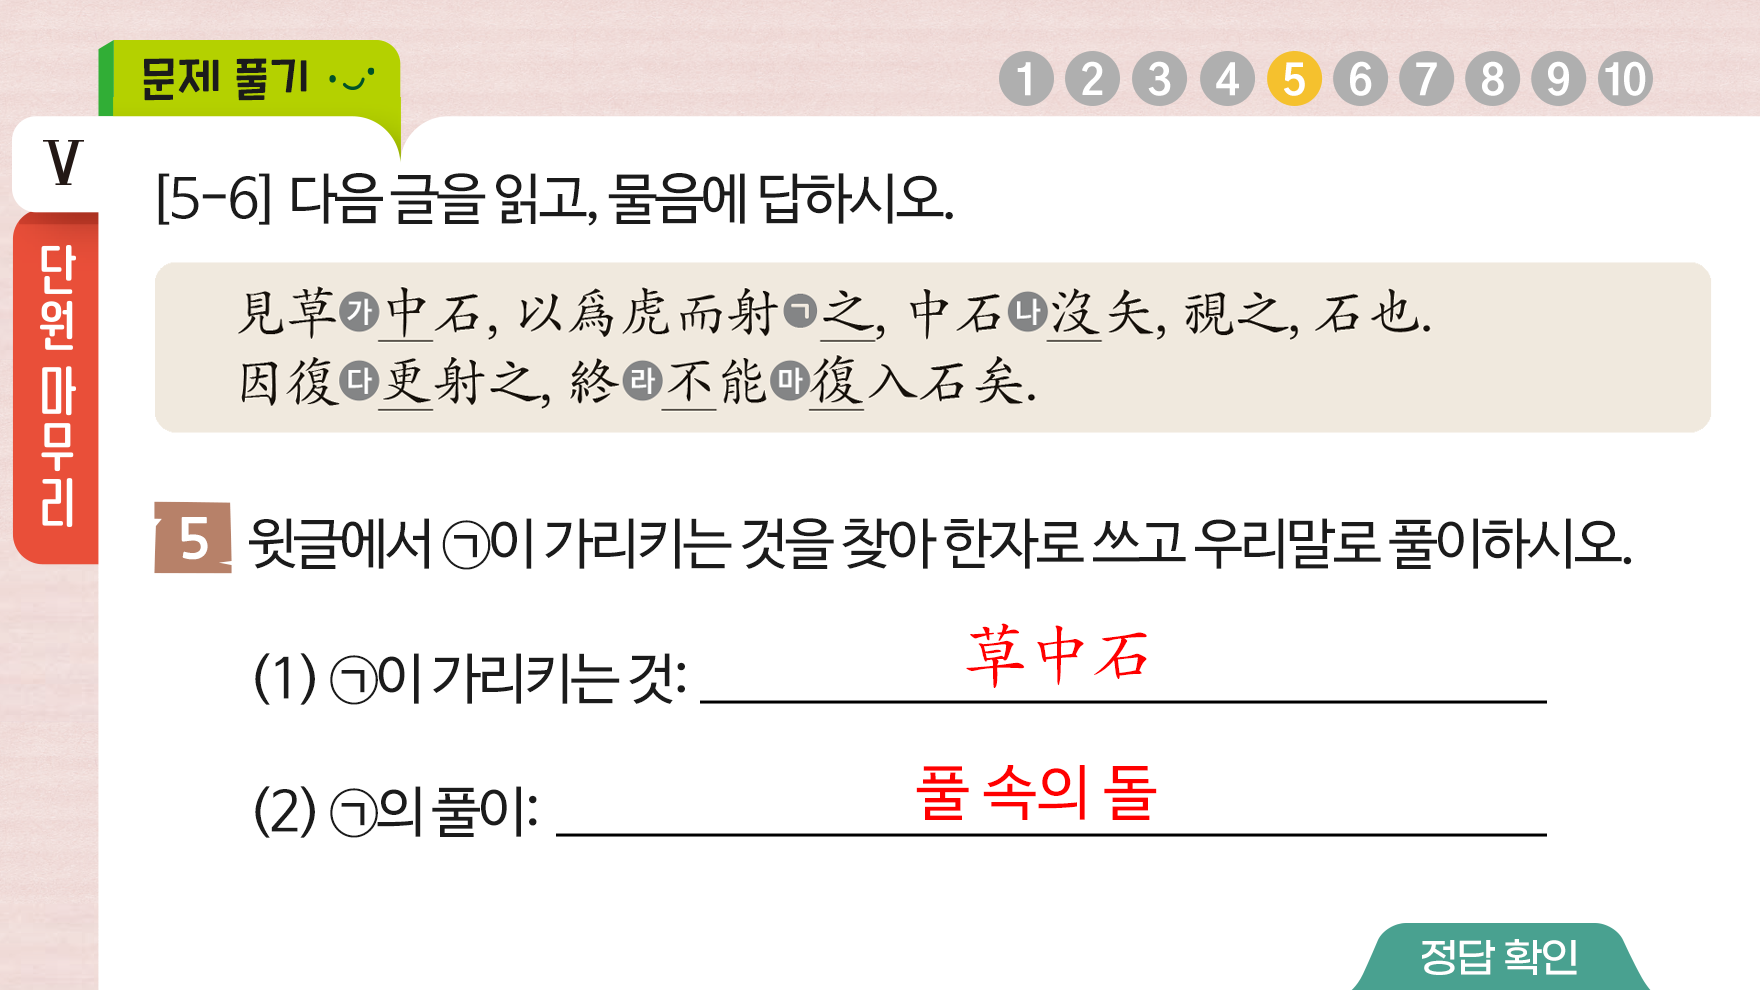 문제 풀기
1 2 3 4 5 6 7 8 9 10
V
단원 마무리
[5-6] 다음 글을 읽고, 물음에 답하시오.
見草 가 中石, 以爲虎而射 ㄱ 之, 中石 나 沒矢, 視之, 石也.
因復 다 更射之, 終 라 不能 마 復入石矣.
5 윗글에서 ㉠이 가리키는 것을 찾아 한자로 쓰고 우리말로 풀이하시오.
(1) ㉠이 가리키는 것: 草中石
(2) ㉠의 풀이: 풀 속의 돌
정답 확인